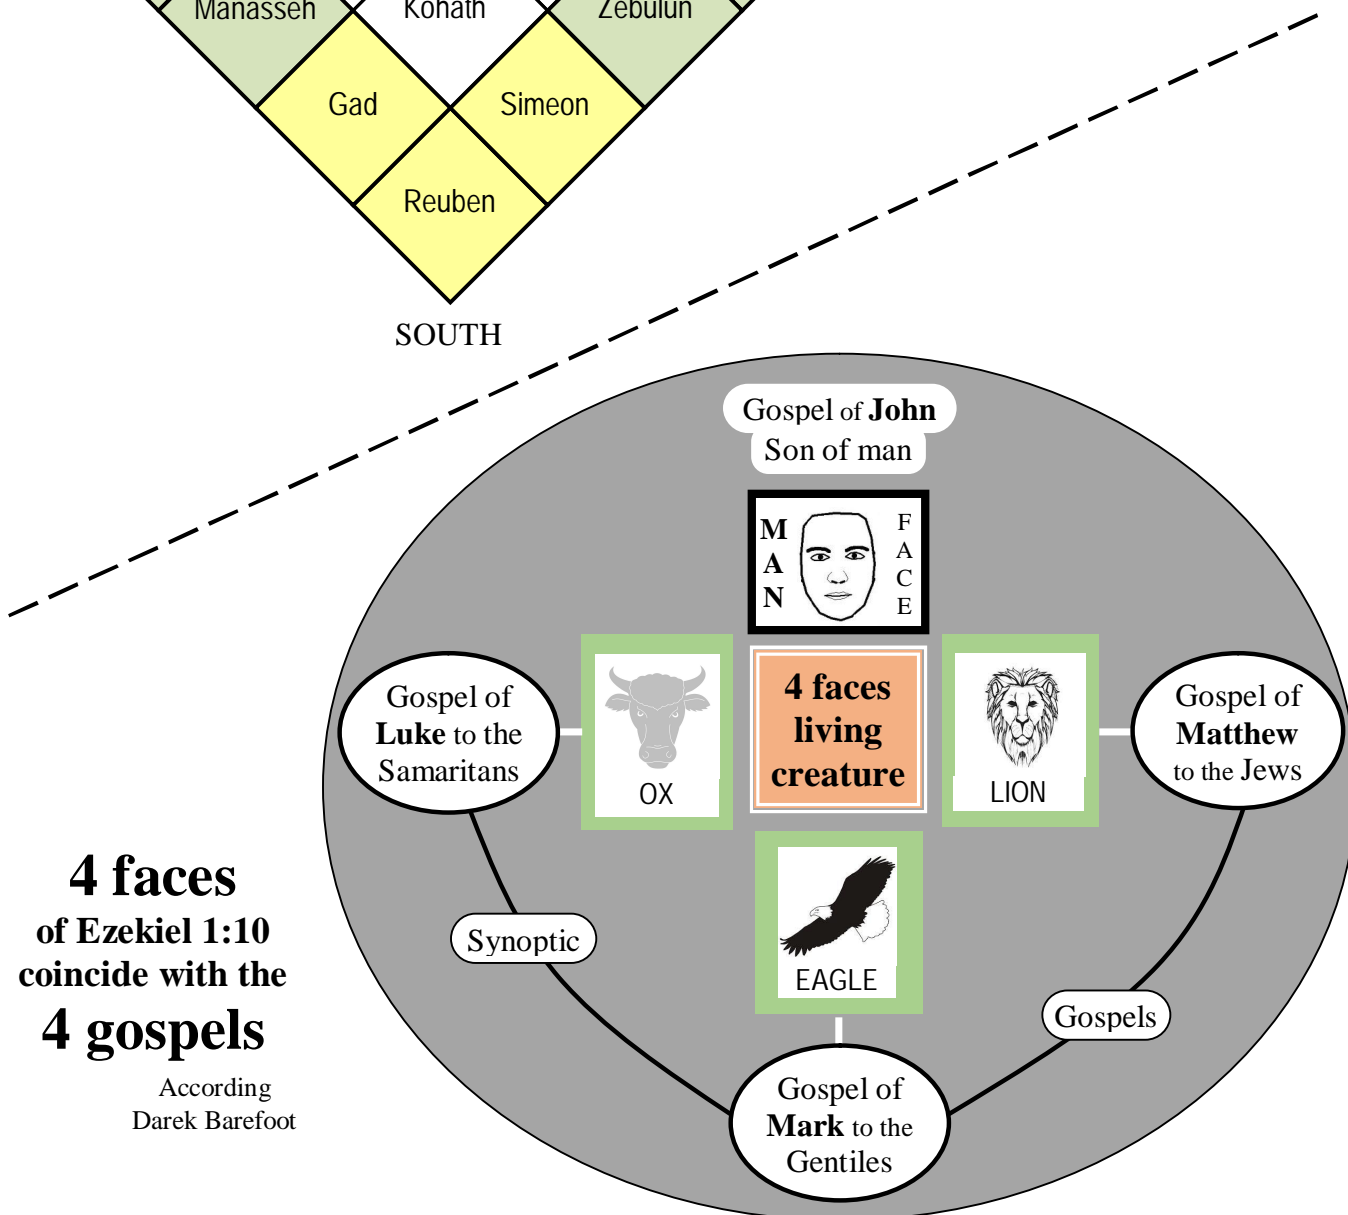 Manasseh
Kohath
Zebulun
Gad
Simeon
Reuben
SOUTH
Gospel of John
Son of man
MAN
FACE
Gospel of
Luke to the
Samaritans
OX
4 faces
living
creature
LION
Gospel of
Matthew
to the Jews
EAGLE
Synoptic
Gospels
Gospel of
Mark to the
Gentiles
4 faces
of Ezekiel 1:10
coincide with the
4 gospels
According
Darek Barefoot